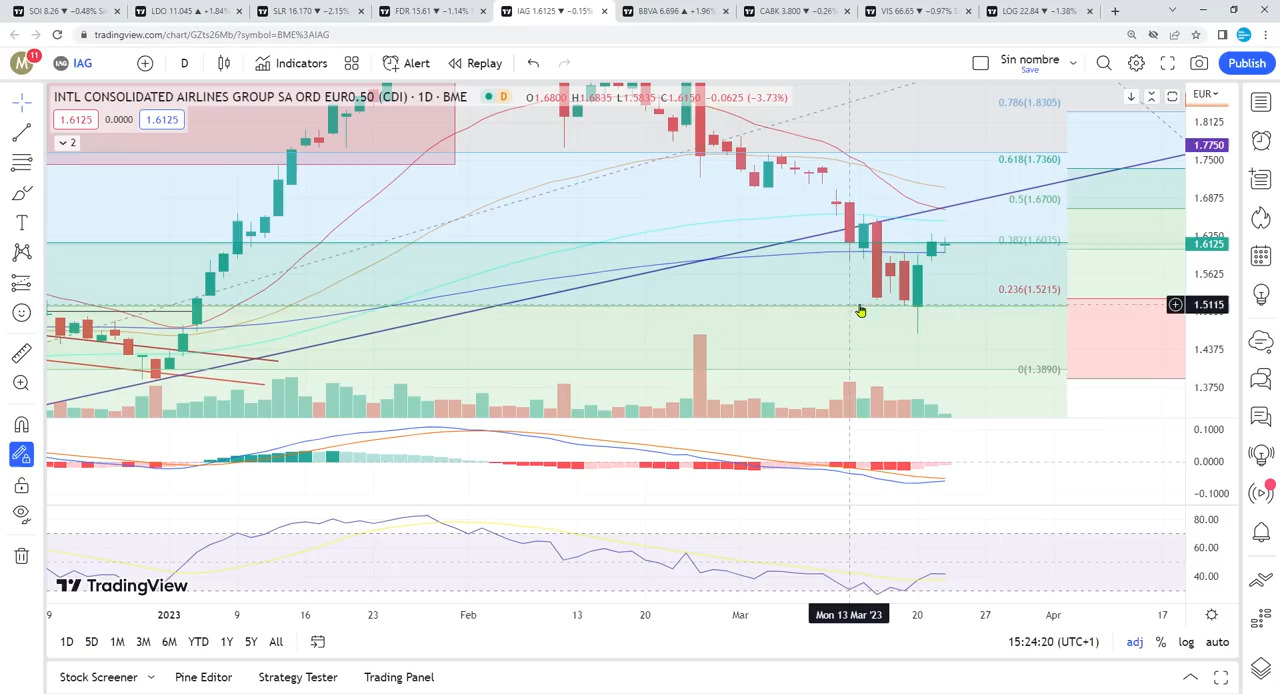 SOI 8.26 ▼ −0.48% Si
LDO 11.045 ▲ +1.84%
SLR 16.170 ▼ −2.15%
FDR 15.61 ▼ −1.14% S
IAG 1.6125 ▼ −0.15%
BBVA 6.696 ▲ +1.96%
CABK 3.800 ▼ −0.26%
VIS 66.65 ▼ −0.97% S
LOG 22.84 ▼ −1.38%
tradingview.com/chart/GZts26Mb/?symbol=BME%3AIAG
M 11 IAG IAG D Indicators Alert Replay Sin nombre Save Publish
INTL CONSOLIDATED AIRLINES GROUP SA ORD EUR0.50 (CDI) · 1D · BME D O1.6800 H1.6835 L1.5835 C1.6150 −0.0625 (−3.73%)
1.6125 0.0000 1.6125
2
EUR
0.786(1.8305)
1.8125
1.7750
0.618(1.7360)
1.7500
0.5(1.6700)
1.6875
0.382(1.6035)
1.6125
1.5625
0.236(1.5215)
1.5115
1.4375
0(1.3890)
1.3750
0.1000
0.0000
−0.1000
80.00
60.00
40.00
TradingView
9 2023 9 16 23 Feb 13 20 Mar Mon 13 Mar '23 20 27 Apr 17
1D 5D 1M 3M 6M YTD 1Y 5Y All 15:24:20 (UTC+1) adj % log auto
Stock Screener Pine Editor Strategy Tester Trading Panel